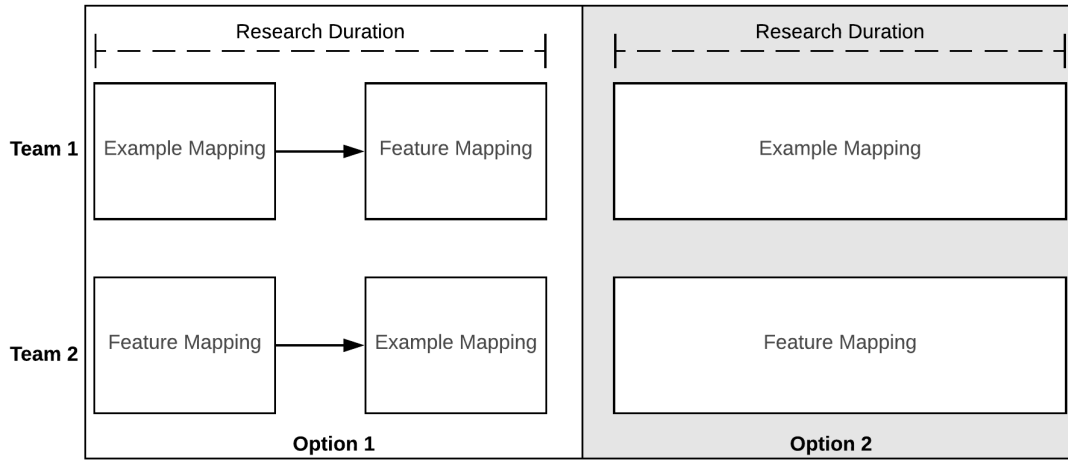 Research Duration
Research Duration
Team 1
Example Mapping
Feature Mapping
Example Mapping
Team 2
Feature Mapping
Example Mapping
Feature Mapping
Option 1
Option 2